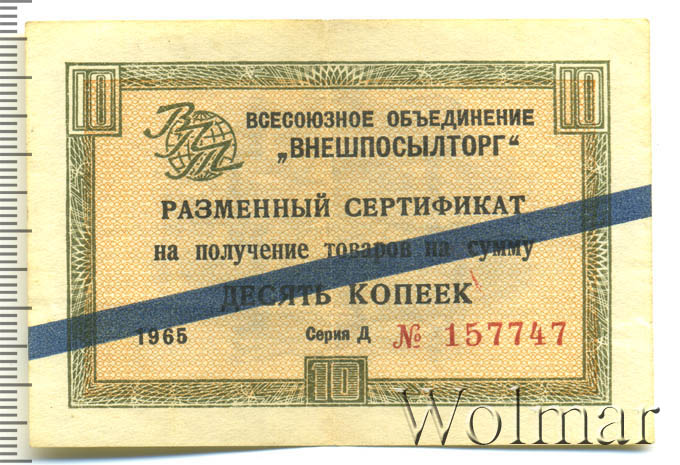 10 10
ВПТ
ВСЕСОЮЗНОЕ ОБЪЕДИНЕНИЕ
„ВНЕШПОСЫЛТОРГ“
РАЗМЕННЫЙ СЕРТИФИКАТ
на получение товаров на сумму
ДЕСЯТЬ КОПЕЕК
1965 Серия Д № 157747
10
Wolmar